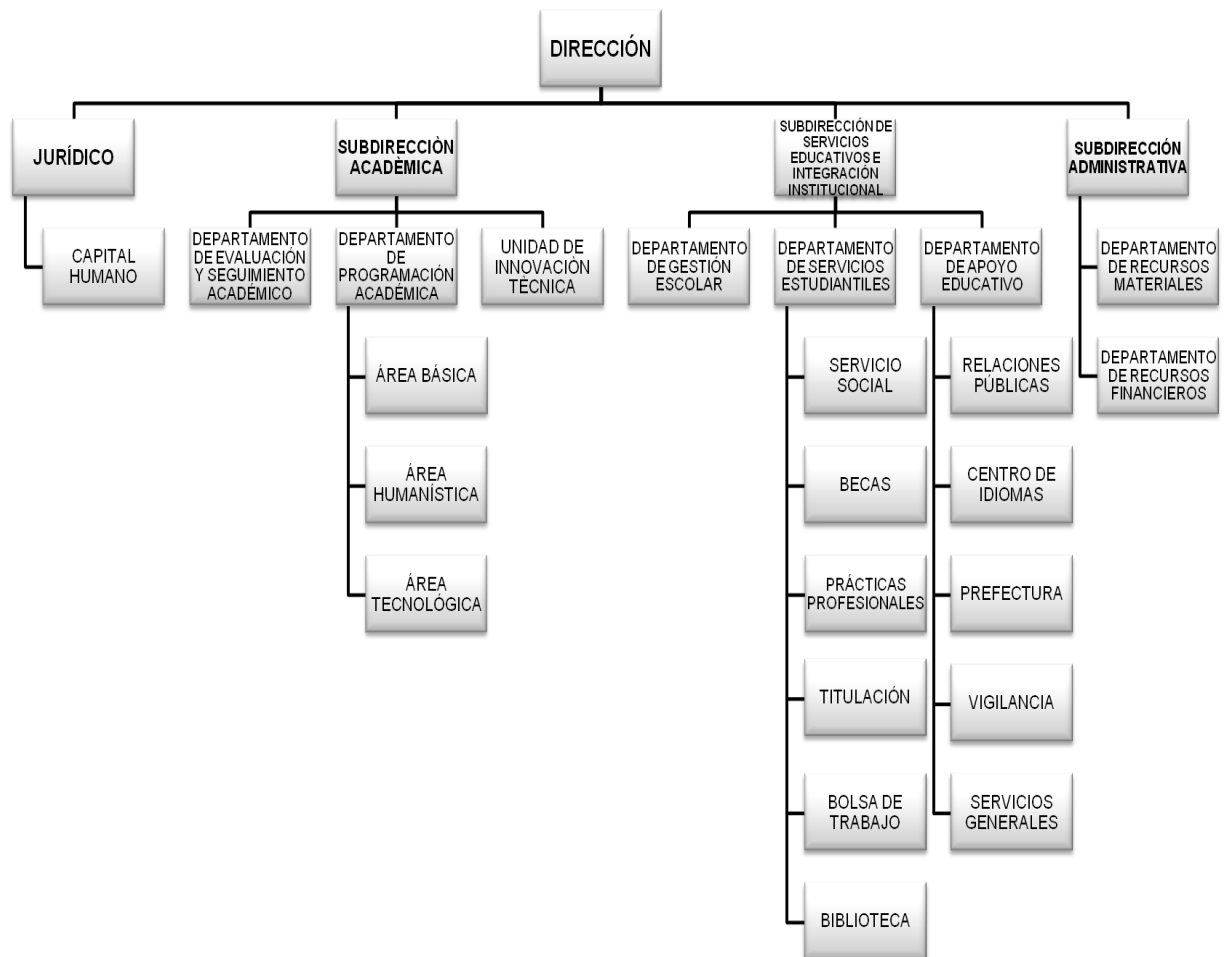 DIRECCIÓN
JURÍDICO
SUBDIRECCIÒN
ACADÈMICA
SUBDIRECCIÓN DE
SERVICIOS
EDUCATIVOS E
INTEGRACIÓN
INSTITUCIONAL
SUBDIRECCIÓN
ADMINISTRATIVA
CAPITAL
HUMANO
DEPARTAMENTO
DE EVALUACIÓN
Y SEGUIMIENTO
ACADÉMICO
DEPARTAMENTO
DE
PROGRAMACIÓN
ACADÉMICA
UNIDAD DE
INNOVACIÒN
TÈCNICA
DEPARTAMENTO
DE GESTIÓN
ESCOLAR
DEPARTAMENTO
DE SERVICIOS
ESTUDIANTILES
DEPARTAMENTO
DE APOYO
EDUCATIVO
DEPARTAMENTO
DE RECURSOS
MATERIALES
ÁREA BÁSICA
SERVICIO
SOCIAL
RELACIONES
PÚBLICAS
DEPARTAMENTO
DE RECURSOS
FINANCIEROS
ÁREA
HUMANÍSTICA
BECAS
CENTRO DE
IDIOMAS
ÁREA
TECNOLÓGICA
PRÁCTICAS
PROFESIONALES
PREFECTURA
TITULACIÓN
VIGILANCIA
BOLSA DE
TRABAJO
SERVICIOS
GENERALES
BIBLIOTECA